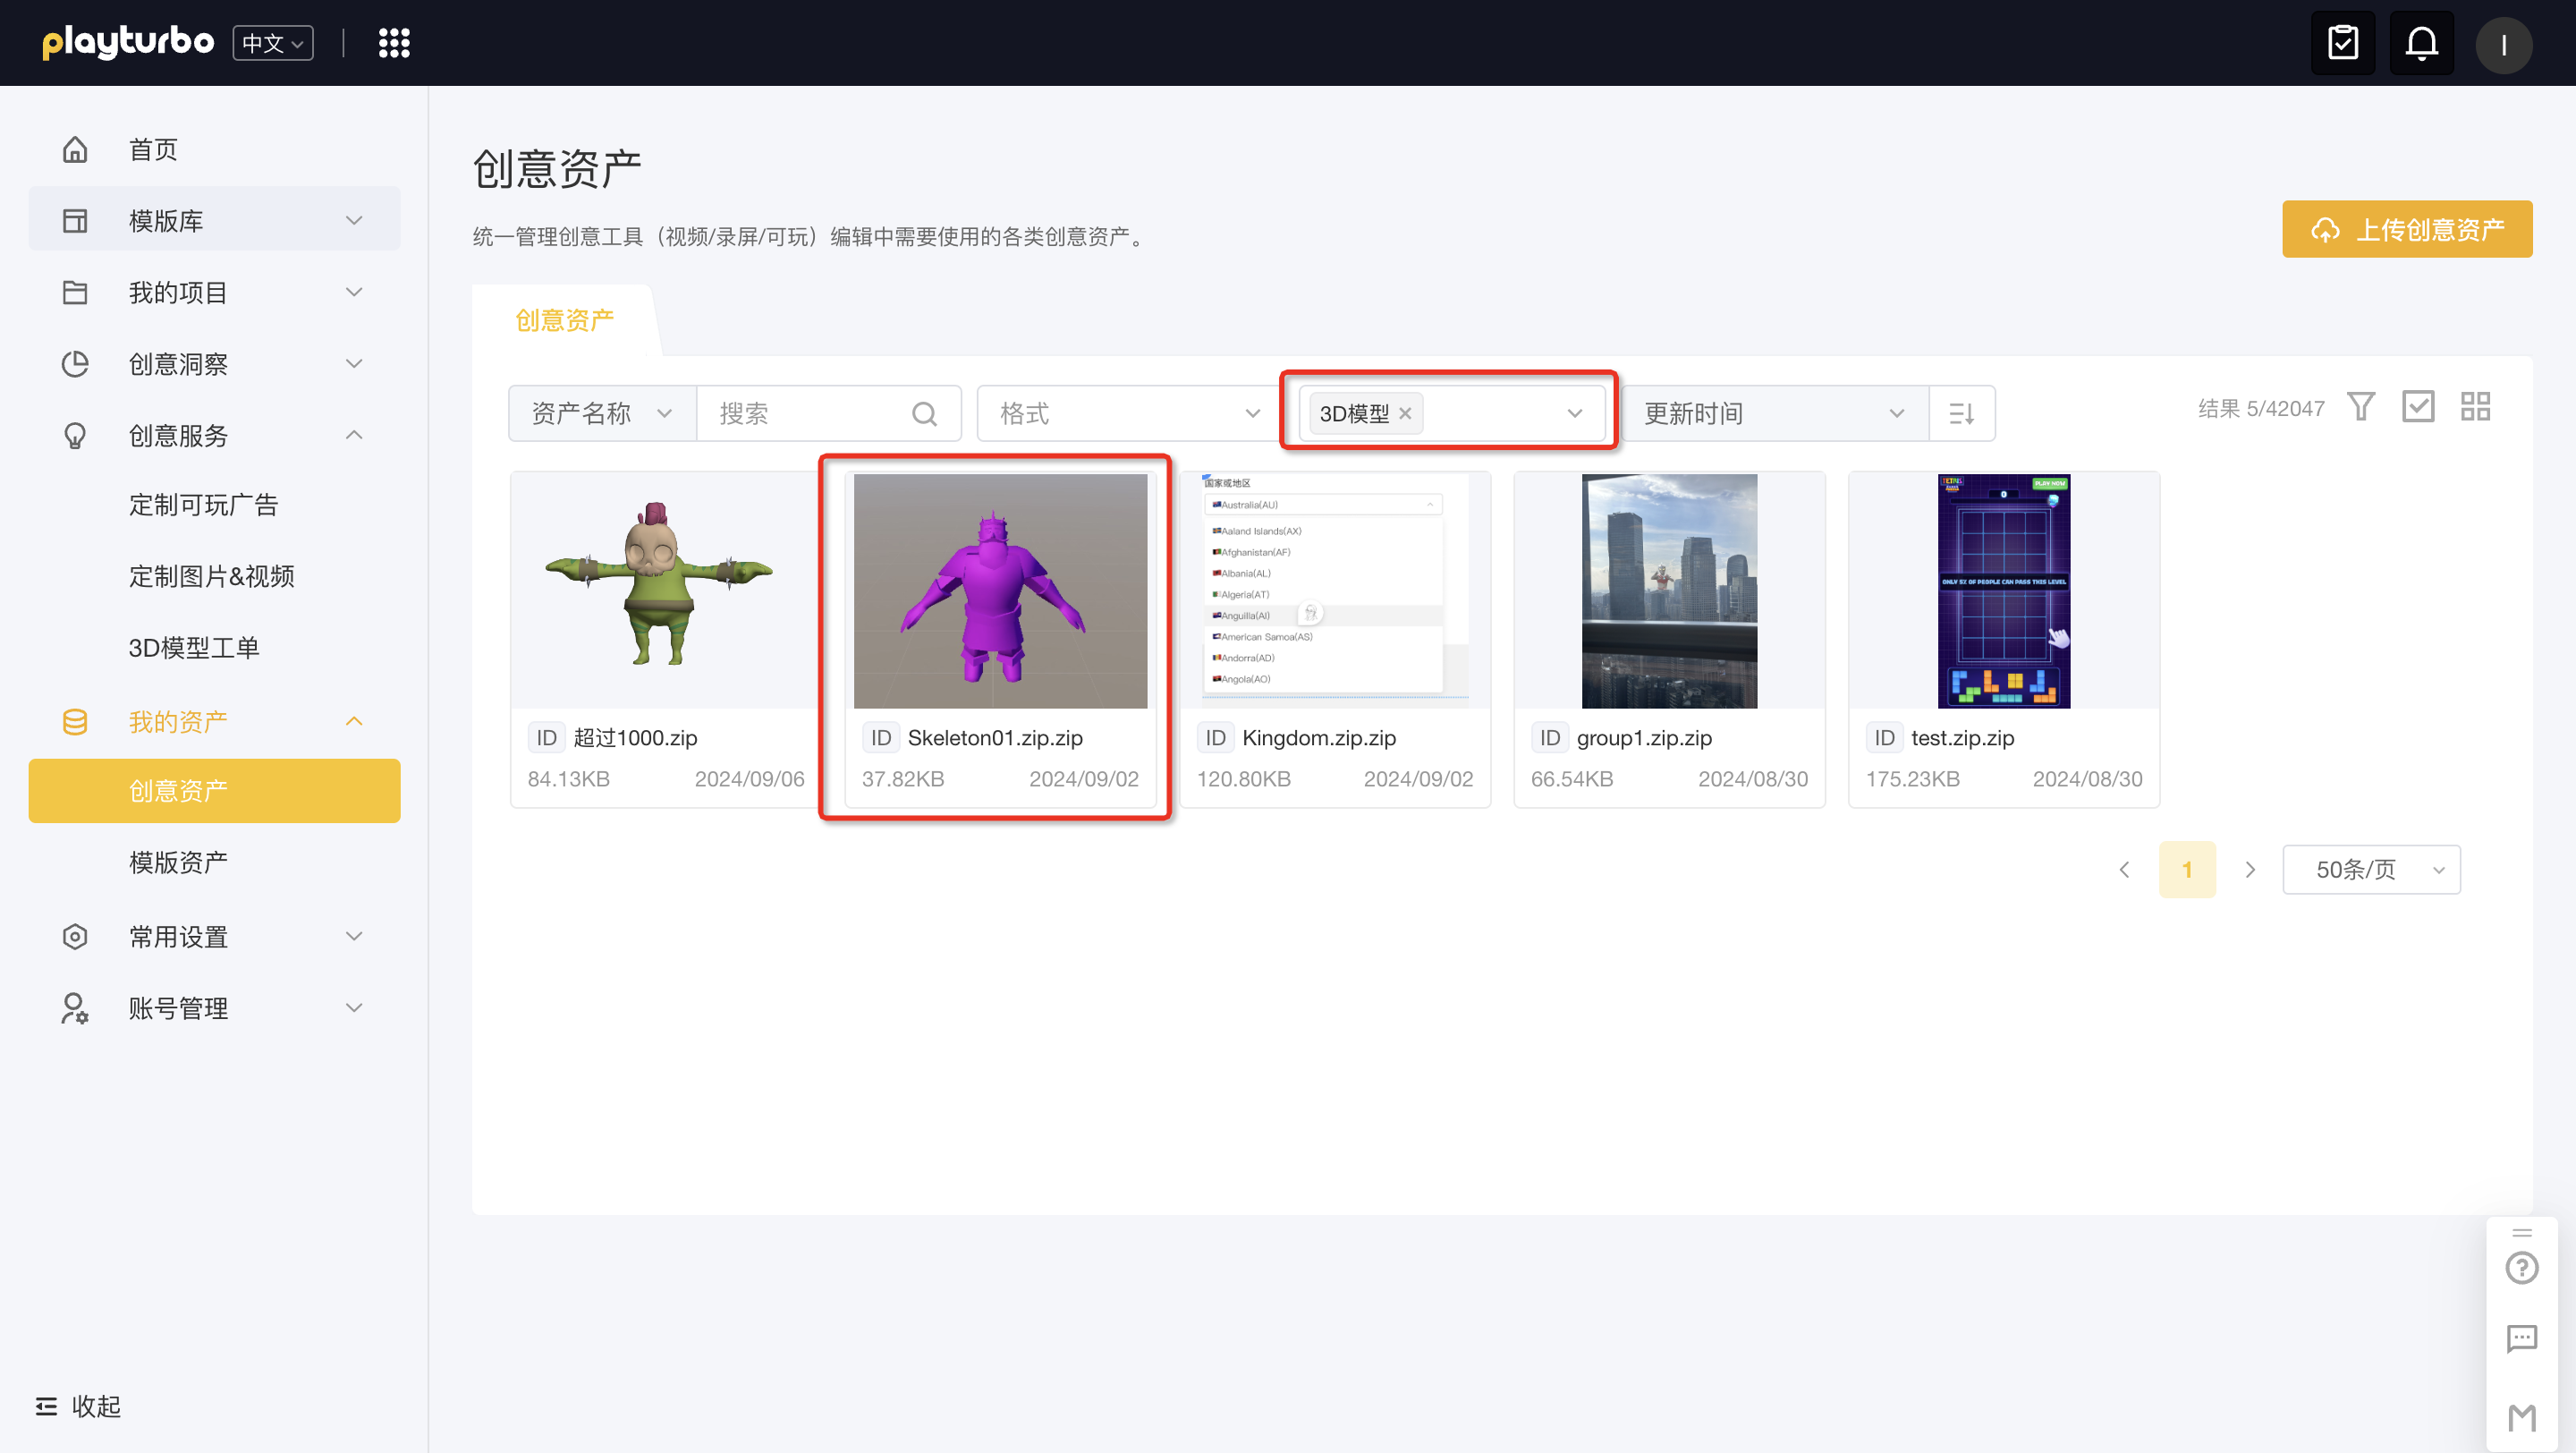 playturbo 中文
I
首页
模版库
我的项目
创意洞察
创意服务
定制可玩广告
定制图片&视频
3D模型工单
我的资产
创意资产
模版资产
常用设置
账号管理
收起
创意资产
统一管理创意工具（视频/录屏/可玩）编辑中需要使用的各类创意资产。
上传创意资产
创意资产
资产名称 搜索 格式 3D模型 更新时间 结果 5/42047
国家或地区
Australia(AU)
Aaland Islands(AX)
Afghanistan(AF)
Albania(AL)
Algeria(AT)
Anguilla(AI)
American Samoa(AS)
Andorra(AD)
Angola(AO)
PLAY NOW
0
ONLY 5% OF PEOPLE CAN PASS THIS LEVEL
ID 超过1000.zip
84.13KB 2024/09/06
ID Skeleton01.zip.zip
37.82KB 2024/09/02
ID Kingdom.zip.zip
120.80KB 2024/09/02
ID group1.zip.zip
66.54KB 2024/08/30
ID test.zip.zip
175.23KB 2024/08/30
1 50条/页